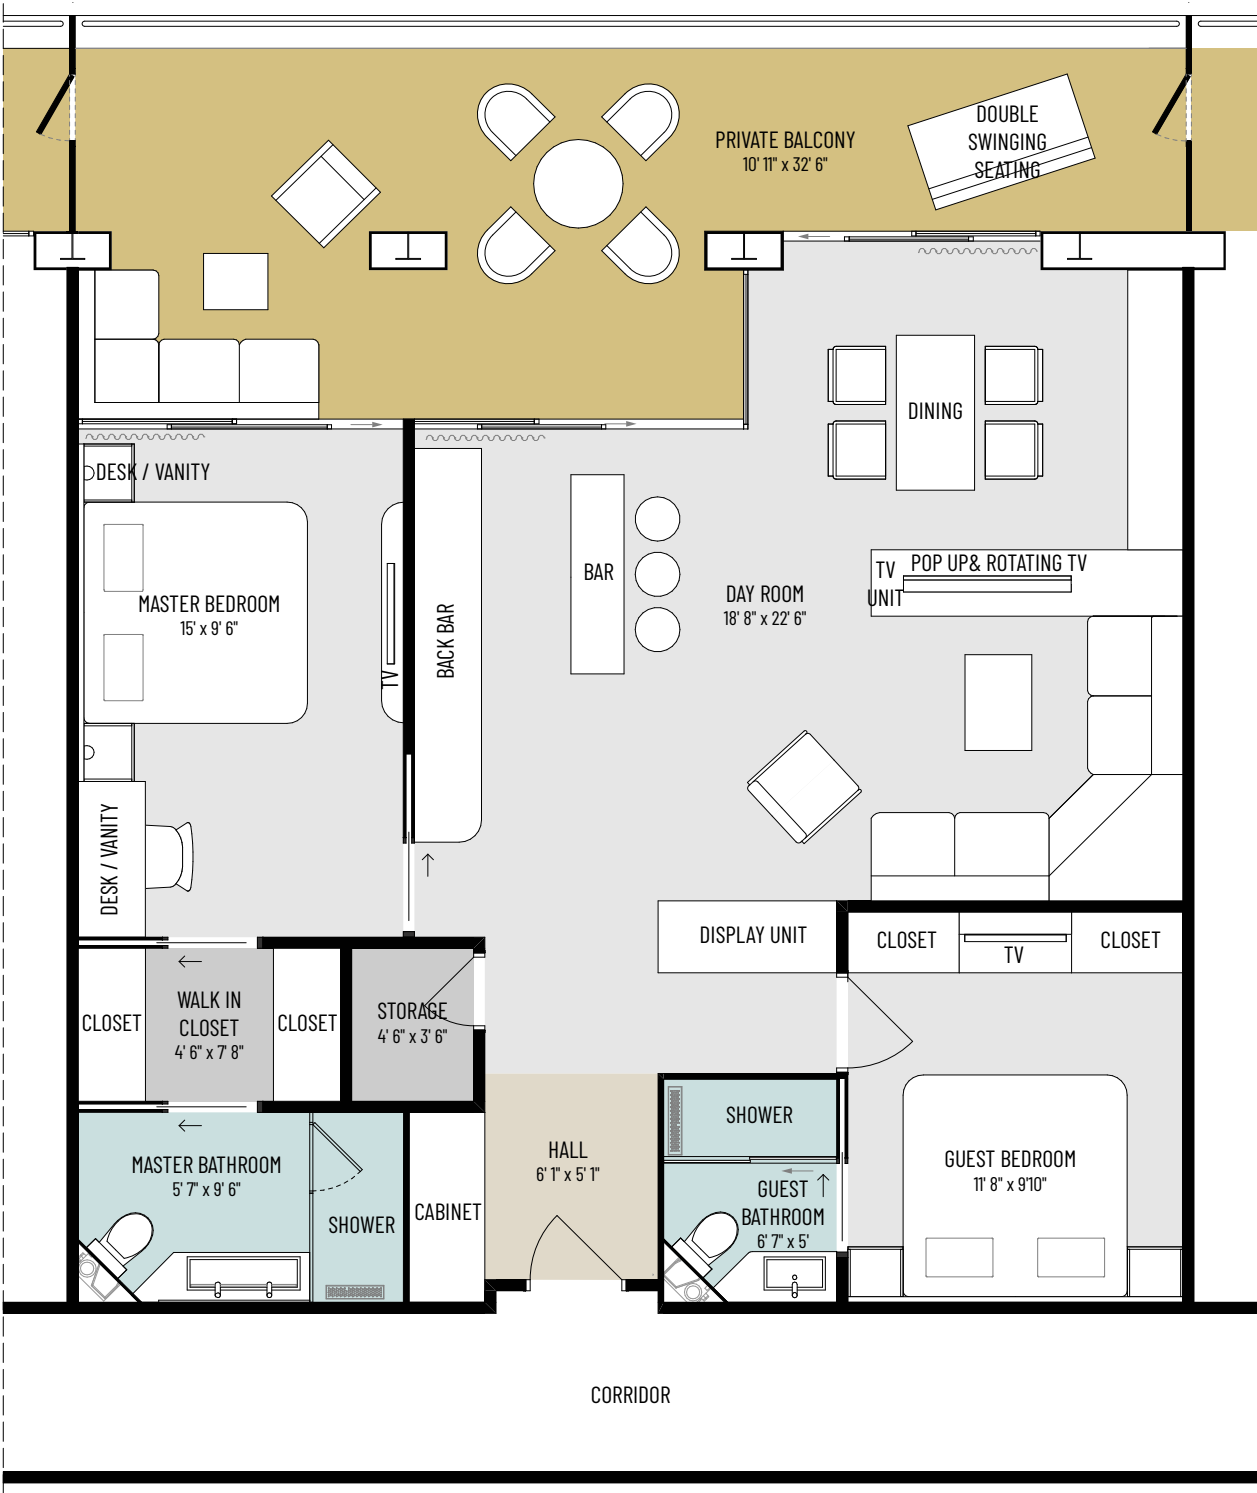 PRIVATE BALCONY
10' 11" x 32' 6"
DOUBLE
SWINGING
SEATING
DINING
DESK / VANITY
MASTER BEDROOM
15' x 9' 6"
TV
BACK BAR
BAR
DAY ROOM
18' 8" x 22' 6"
TV
UNIT
POP UP& ROTATING TV
DESK / VANITY
DISPLAY UNIT
CLOSET
TV
CLOSET
CLOSET
WALK IN
CLOSET
4' 6" x 7' 8"
CLOSET
STORAGE
4' 6" x 3' 6"
MASTER BATHROOM
5' 7" x 9' 6"
SHOWER
CABINET
HALL
6' 1" x 5' 1"
SHOWER
GUEST
BATHROOM
6' 7" x 5'
GUEST BEDROOM
11' 8" x 9'10"
CORRIDOR